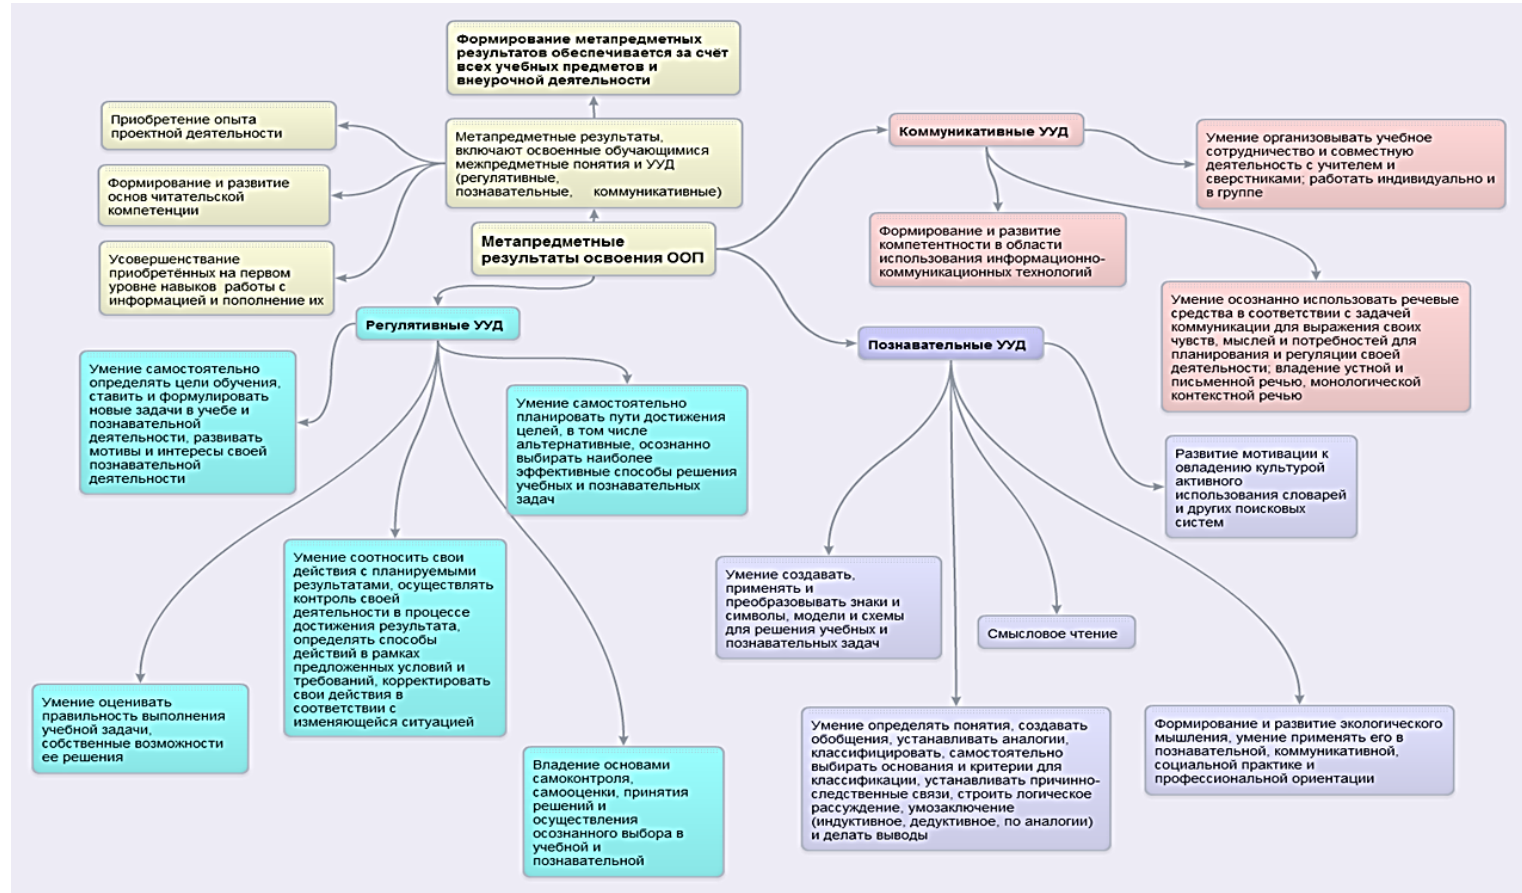 Формирование метапредметных
результатов обеспечивается за счёт
всех учебных предметов и
внеурочной деятельности
Приобретение опыта
проектной деятельности
Метапредметные результаты,
включают освоенные обучающимися
межпредметные понятия и УУД
(регулятивные,
познавательные, коммуникативные)
Формирование и развитие
основ читательской
компетенции
Усовершенствание
приобретённых на первом
уровне навыков работы с
информацией и пополнение их
Метапредметные
результаты освоения ООП
Коммуникативные УУД
Умение организовывать учебное
сотрудничество и совместную
деятельность с учителем и
сверстниками; работать индивидуально и
в группе
Формирование и развитие
компетентности в области
использования информационно-
коммуникационных технологий
Умение осознанно использовать речевые
средства в соответствии с задачей
коммуникации для выражения своих
чувств, мыслей и потребностей для
планирования и регуляции своей
деятельности; владение устной и
письменной речью, монологической
контекстной речью
Регулятивные УУД
Умение самостоятельно
определять цели обучения,
ставить и формулировать
новые задачи в учебе и
познавательной
деятельности, развивать
мотивы и интересы своей
познавательной
деятельности
Умение самостоятельно
планировать пути достижения
целей, в том числе
альтернативные, осознанно
выбирать наиболее
эффективные способы решения
учебных и познавательных
задач
Умение соотносить свои
действия с планируемыми
результатами, осуществлять
контроль своей
деятельности в процессе
достижения результата,
определять способы
действий в рамках
предложенных условий и
требований, корректировать
свои действия в
соответствии с
изменяющейся ситуацией
Умение оценивать
правильность выполнения
учебной задачи,
собственные возможности
ее решения
Владение основами
самоконтроля,
самооценки, принятия
решений и
осуществления
осознанного выбора в
учебной и
познавательной
Познавательные УУД
Развитие мотивации к
овладению культурой
активного
использования словарей
и других поисковых
систем
Умение создавать,
применять и
преобразовывать знаки и
символы, модели и схемы
для решения учебных и
познавательных задач
Смысловое чтение
Умение определять понятия, создавать
обобщения, устанавливать аналогии,
классифицировать, самостоятельно
выбирать основания и критерии для
классификации, устанавливать причинно-
следственные связи, строить логическое
рассуждение, умозаключение
(индуктивное, дедуктивное, по аналогии)
и делать выводы
Формирование и развитие экологического
мышления, умение применять его в
познавательной, коммуникативной,
социальной практике и
профессиональной ориентации